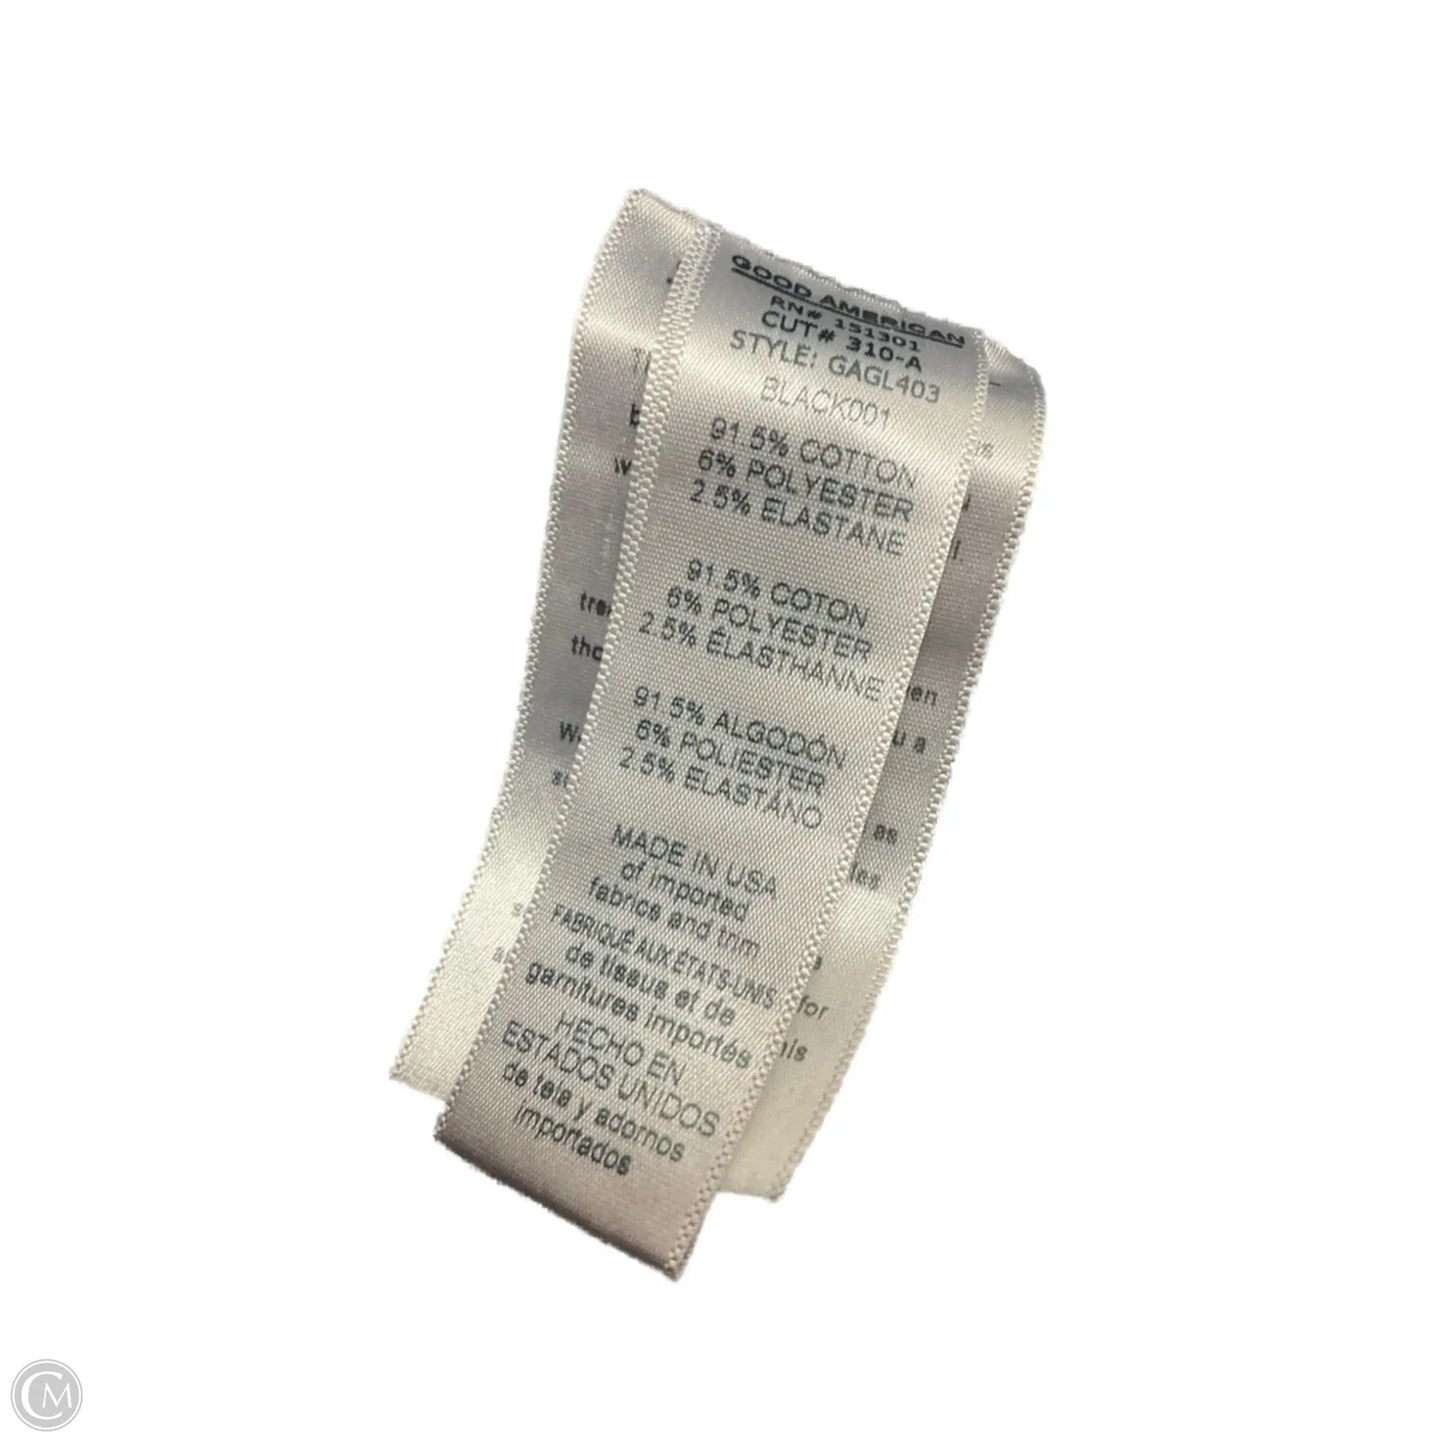 GOOD AMERICAN
RN# 151301
CUT# 310-A
STYLE: GAGL403
BLACK001
91.5% COTTON
6% POLYESTER
2.5% ELASTANE
91.5% COTON
6% POLYESTER
2.5% ÉLASTHANNE
91.5% ALGODÓN
6% POLIESTER
2.5% ELASTANO
MADE IN USA
of imported
fabrics and trim
FABRIQUÉ AUX ÉTATS-UNIS
de tissus et de
garnitures importés
HECHO EN
ESTADOS UNIDOS
de tela y adornos
importados
as
for
CM